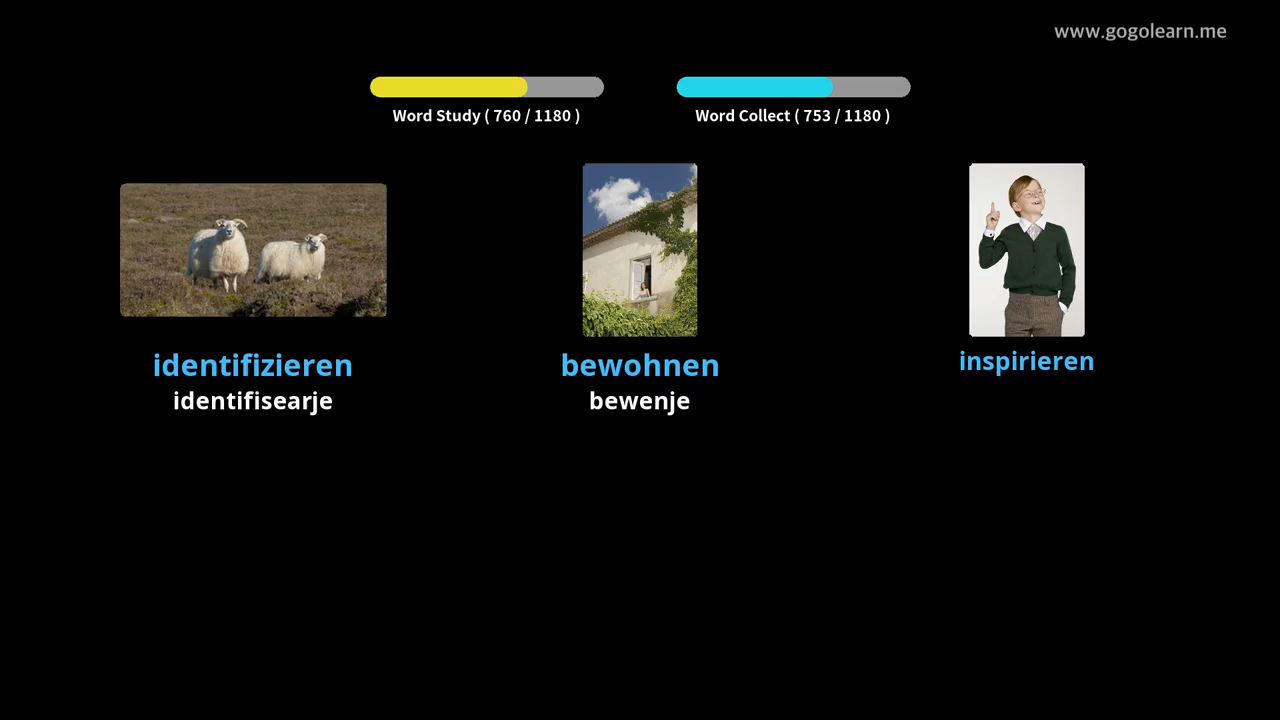 www.gogolearn.me
Word Study ( 760 / 1180 )
Word Collect ( 753 / 1180 )
identifizieren
identifisearje
bewohnen
bewenje
inspirieren